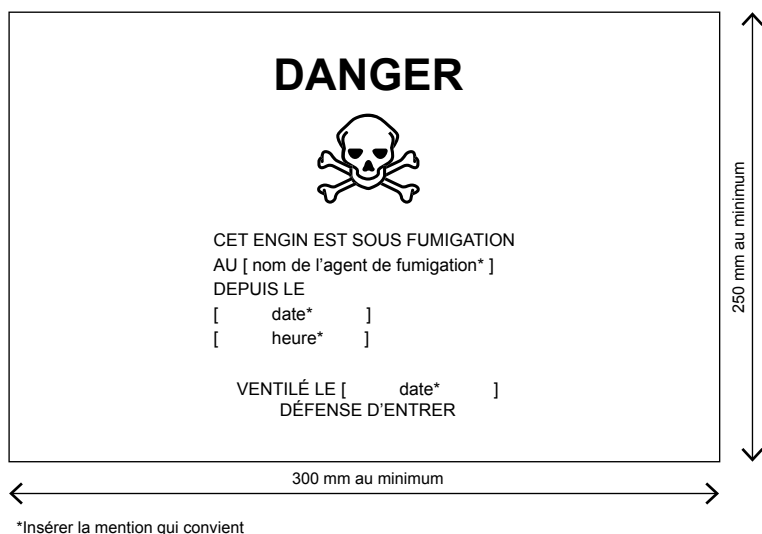 DANGER
CET ENGIN EST SOUS FUMIGATION
AU [ nom de l’agent de fumigation* ]
DEPUIS LE
[ date* ]
[ heure* ]
VENTILÉ LE [ date* ]
DÉFENSE D’ENTRER
250 mm au minimum
300 mm au minimum
*Insérer la mention qui convient